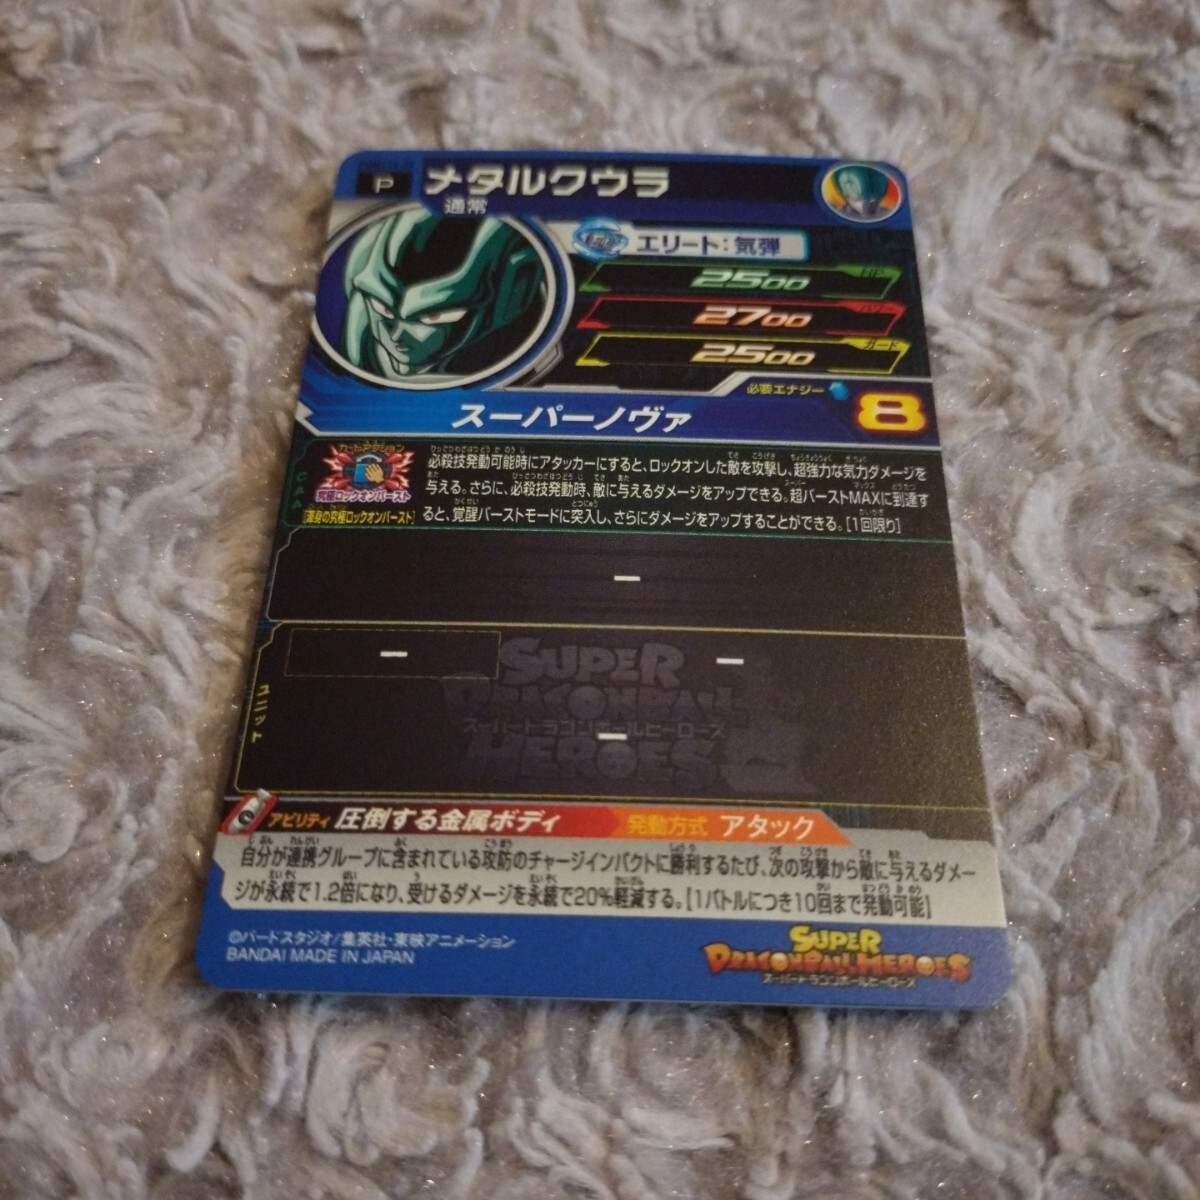 P
メタルクウラ
通常
エリート:気弾
2500
HP
2700
パワー
2500
ガード
必要エナジー
8
スーパーノヴァ
CAA
カードアクション
究極ロックオンバースト
[渾身の究極ロックオンバースト]
必殺技発動可能時にアタッカーにすると、ロックオンした敵を攻撃し、超強力な気力ダメージを
与える。さらに、必殺技発動時、敵に与えるダメージをアップできる。超バーストMAXに到達す
ると、覚醒バーストモードに突入し、さらにダメージをアップすることができる。[1回限り]
ー
ユニット
ー
ー
ー
SUPER
DRAGONBALL
スーパードラゴンボールヒーローズ
HEROES
アビリティ 圧倒する金属ボディ 発動方式 アタック
自分が連携グループに含まれている攻防のチャージインパクトに勝利するたび、次の攻撃から敵に与えるダメー
ジが永続で1.2倍になり、受けるダメージを永続で20%軽減する。[1バトルにつき10回まで発動可能]
©バードスタジオ/集英社・東映アニメーション
BANDAI MADE IN JAPAN
SUPER
DRAGONBALL HEROES
スーパードラゴンボールヒーローズ